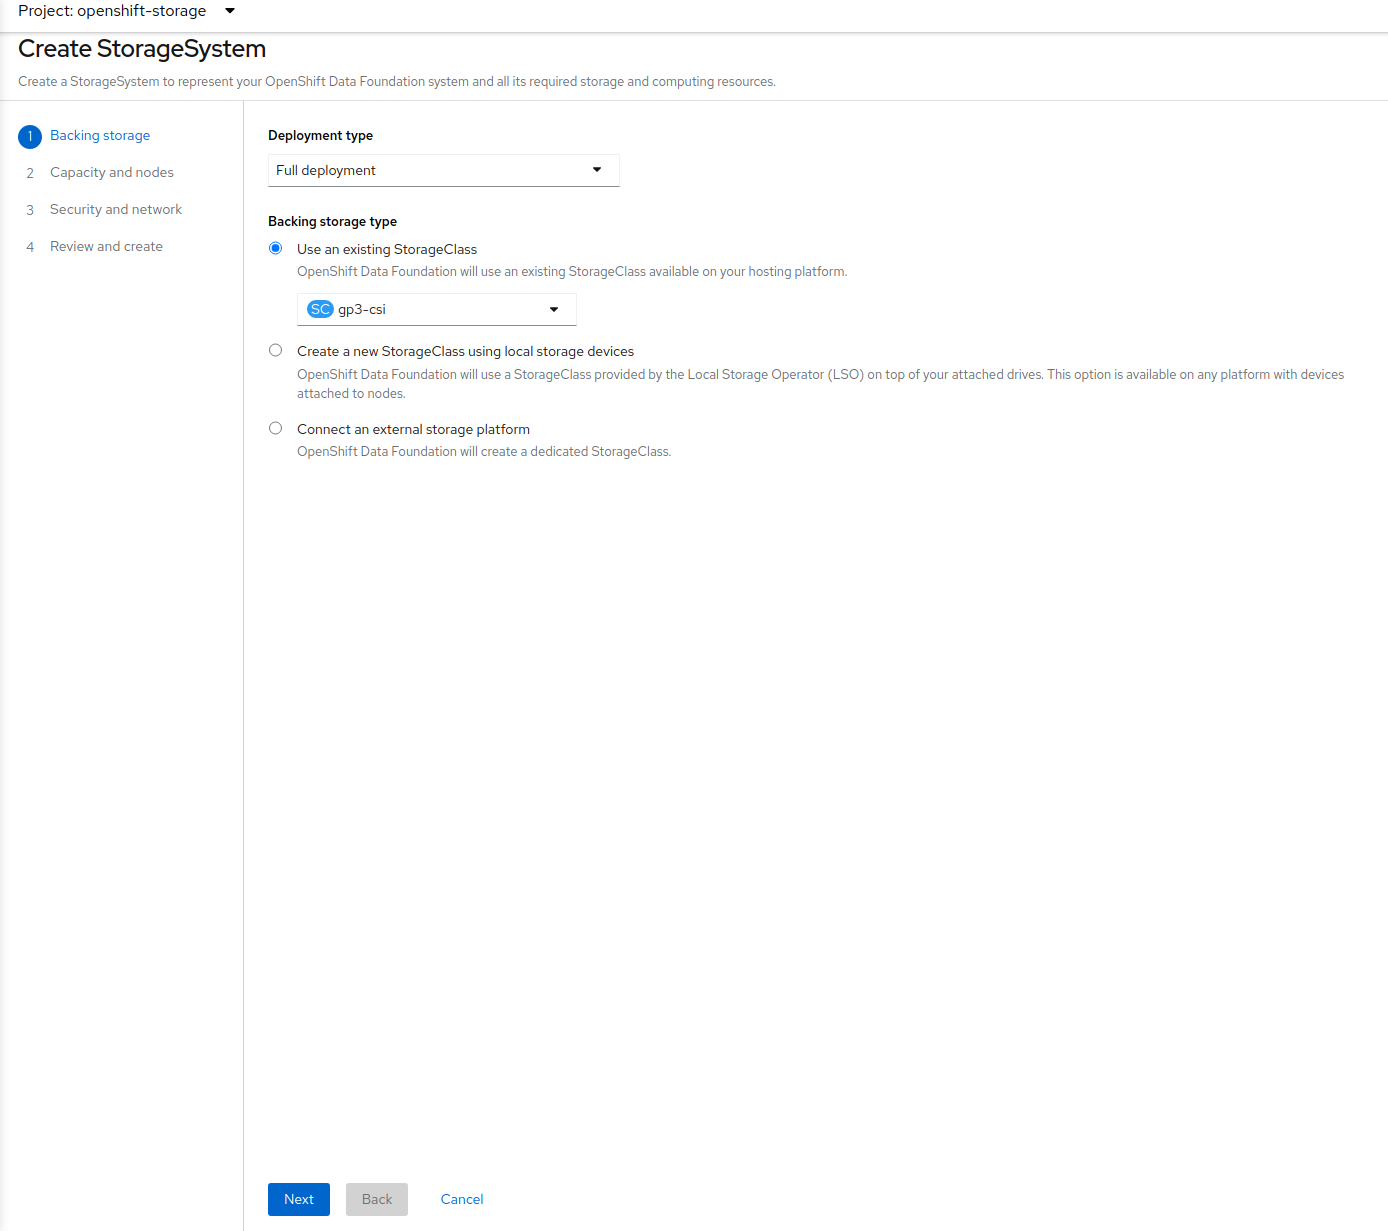 Project: openshift-storage
Create StorageSystem
Create a StorageSystem to represent your OpenShift Data Foundation system and all its required storage and computing resources.
1 Backing storage
2 Capacity and nodes
3 Security and network
4 Review and create
Deployment type
Full deployment
Backing storage type
Use an existing StorageClass
OpenShift Data Foundation will use an existing StorageClass available on your hosting platform.
SC gp3-csi
Create a new StorageClass using local storage devices
OpenShift Data Foundation will use a StorageClass provided by the Local Storage Operator (LSO) on top of your attached drives. This option is available on any platform with devices
attached to nodes.
Connect an external storage platform
OpenShift Data Foundation will create a dedicated StorageClass.
Next Back Cancel